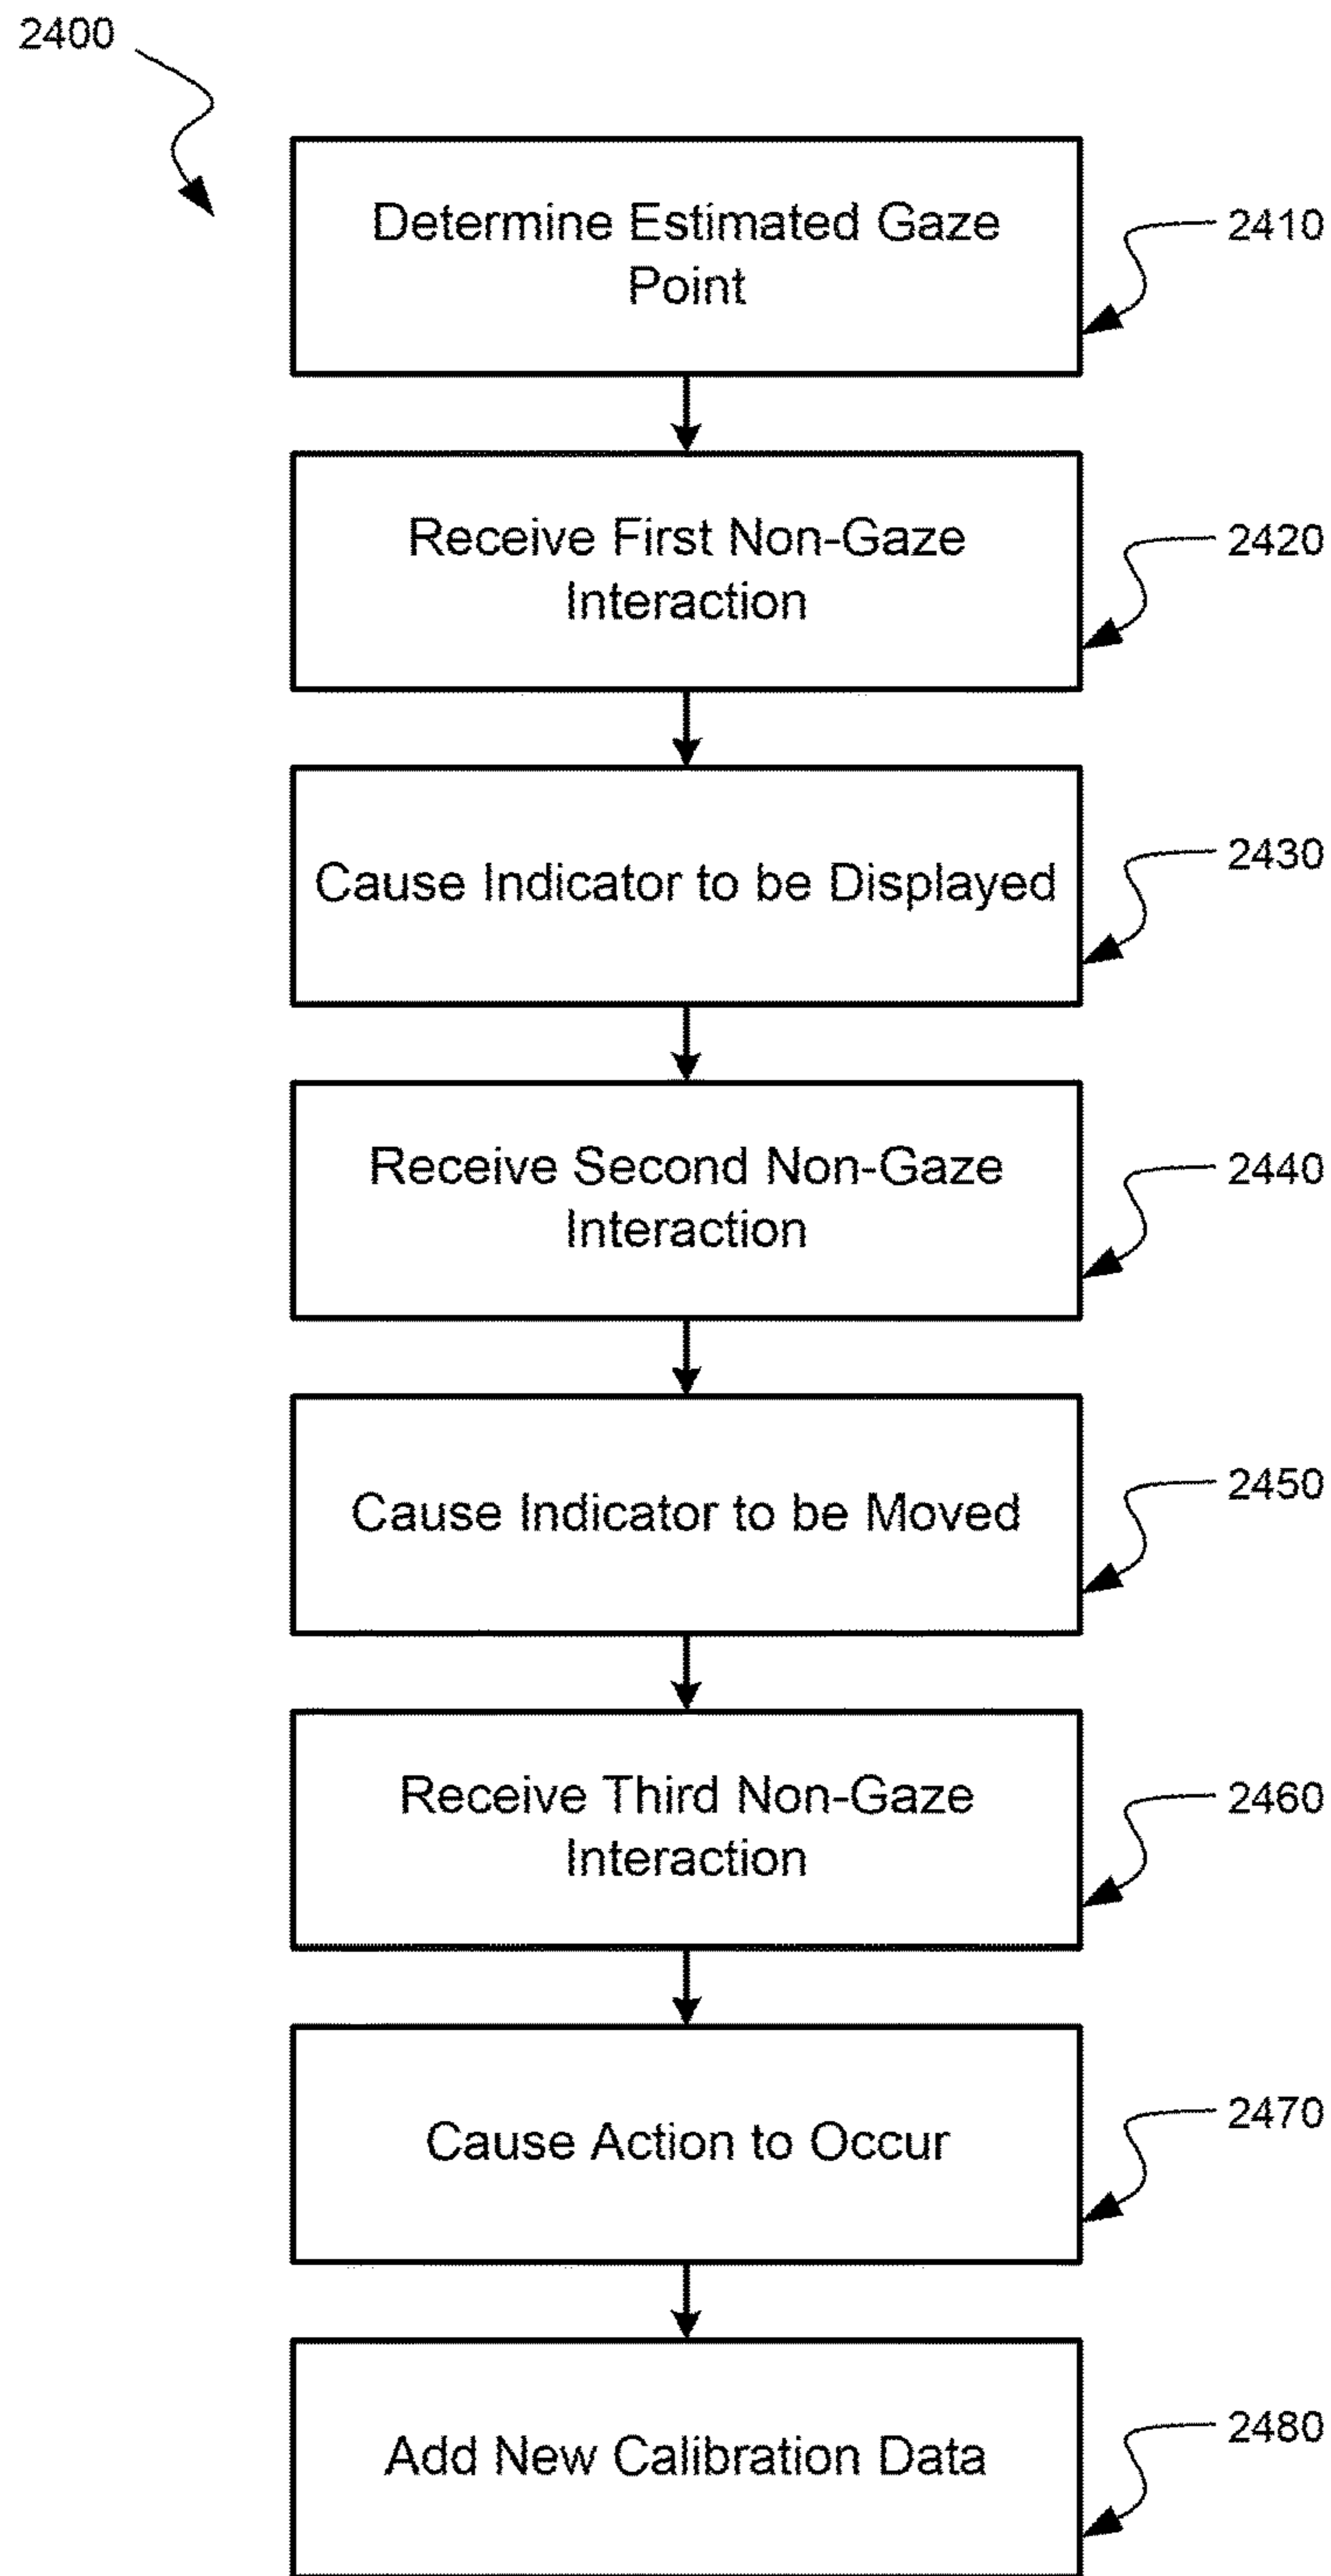 2400
Determine Estimated Gaze
Point
2410
Receive First Non-Gaze
Interaction
2420
Cause Indicator to be Displayed
2430
Receive Second Non-Gaze
Interaction
2440
Cause Indicator to be Moved
2450
Receive Third Non-Gaze
Interaction
2460
Cause Action to Occur
2470
Add New Calibration Data
2480